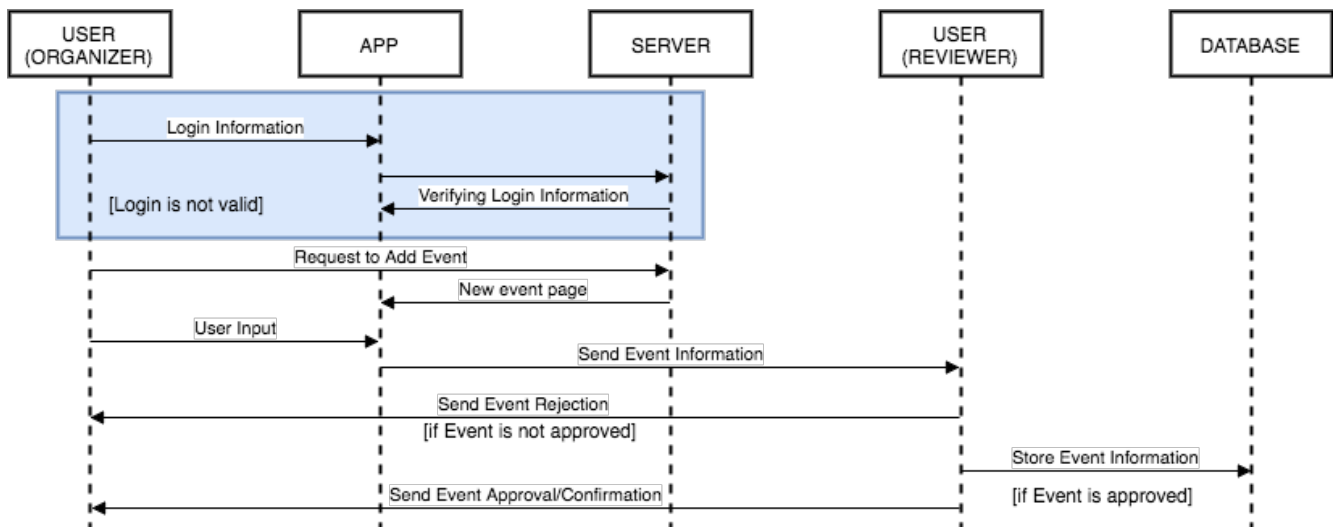 USER
(ORGANIZER)
APP
SERVER
USER
(REVIEWER)
DATABASE
Login Information
Verifying Login Information
[Login is not valid]
Request to Add Event
New event page
User Input
Send Event Information
Send Event Rejection
[if Event is not approved]
Store Event Information
Send Event Approval/Confirmation
[if Event is approved]